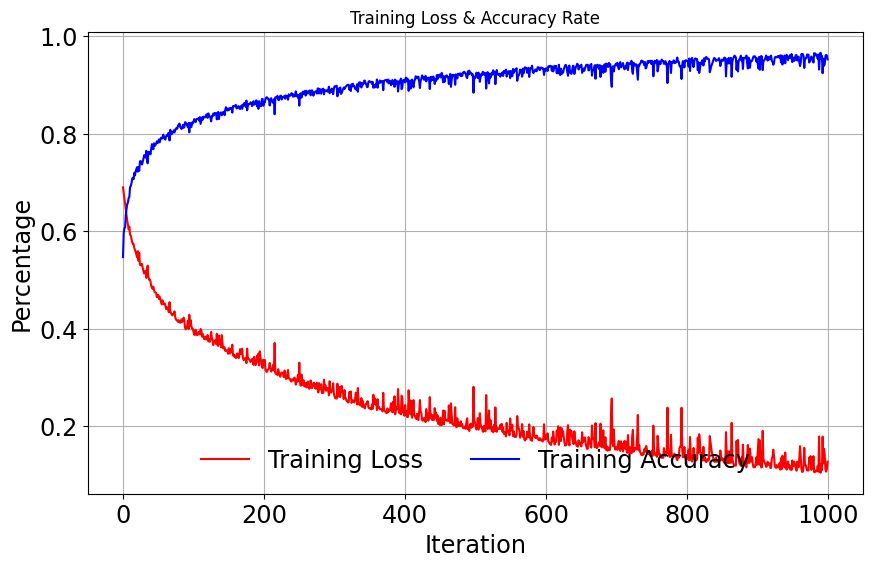 Training Loss & Accuracy Rate
1.0
0.8
0.6
0.4
0.2
Percentage
Training Loss
Training Accuracy
0
200
400
600
800
1000
Iteration